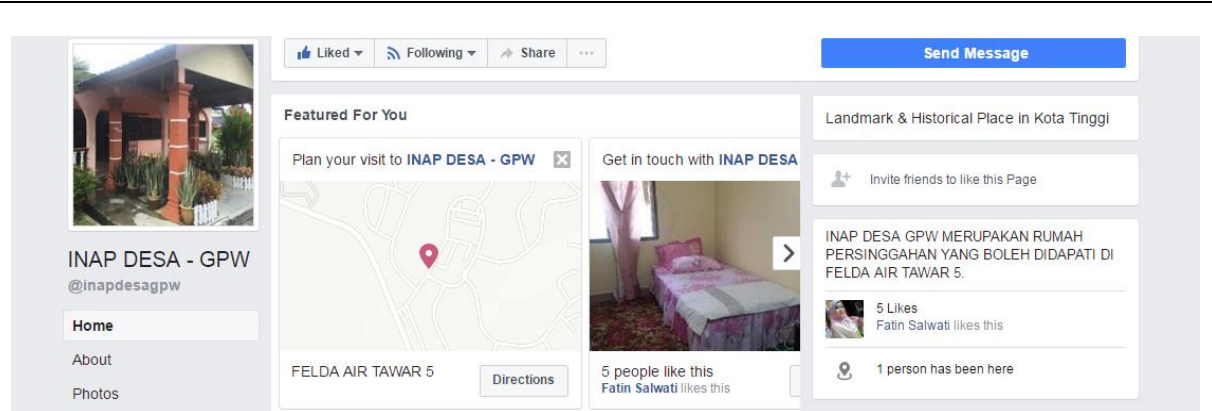 Liked
Following
Share
Send Message
Featured For You
Plan your visit to INAP DESA - GPW
FELDA AIR TAWAR 5
Directions
Get in touch with INAP DESA
5 people like this
Fatin Salwati likes this
INAP DESA - GPW
@inapdesagpw
Home
About
Photos
Landmark & Historical Place in Kota Tinggi
Invite friends to like this Page
INAP DESA GPW MERUPAKAN RUMAH
PERSINGGAHAN YANG BOLEH DIDAPATI DI
FELDA AIR TAWAR 5.
5 Likes
Fatin Salwati likes this
1 person has been here